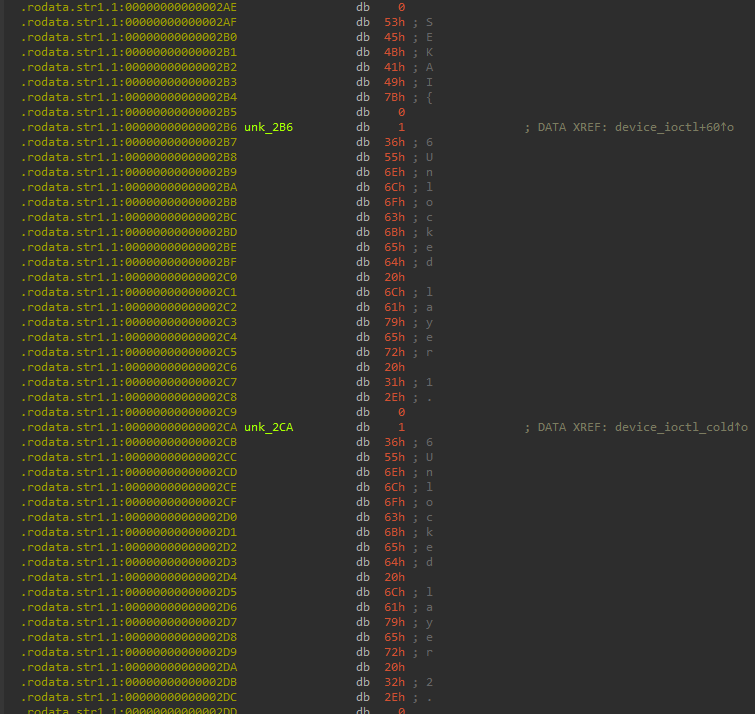 .rodata.str1.1:00000000000002AE db 0
.rodata.str1.1:00000000000002AF db 53h ; S
.rodata.str1.1:00000000000002B0 db 45h ; E
.rodata.str1.1:00000000000002B1 db 4Bh ; K
.rodata.str1.1:00000000000002B2 db 41h ; A
.rodata.str1.1:00000000000002B3 db 49h ; I
.rodata.str1.1:00000000000002B4 db 7Bh ; {
.rodata.str1.1:00000000000002B5 db 0
.rodata.str1.1:00000000000002B6 unk_2B6 db 1 ; DATA XREF: device_ioctl+60↑o
.rodata.str1.1:00000000000002B7 db 36h ; 6
.rodata.str1.1:00000000000002B8 db 55h ; U
.rodata.str1.1:00000000000002B9 db 6Eh ; n
.rodata.str1.1:00000000000002BA db 6Ch ; l
.rodata.str1.1:00000000000002BB db 6Fh ; o
.rodata.str1.1:00000000000002BC db 63h ; c
.rodata.str1.1:00000000000002BD db 6Bh ; k
.rodata.str1.1:00000000000002BE db 65h ; e
.rodata.str1.1:00000000000002BF db 64h ; d
.rodata.str1.1:00000000000002C0 db 20h
.rodata.str1.1:00000000000002C1 db 6Ch ; l
.rodata.str1.1:00000000000002C2 db 61h ; a
.rodata.str1.1:00000000000002C3 db 79h ; y
.rodata.str1.1:00000000000002C4 db 65h ; e
.rodata.str1.1:00000000000002C5 db 72h ; r
.rodata.str1.1:00000000000002C6 db 20h
.rodata.str1.1:00000000000002C7 db 31h ; 1
.rodata.str1.1:00000000000002C8 db 2Eh ; .
.rodata.str1.1:00000000000002C9 db 0
.rodata.str1.1:00000000000002CA unk_2CA db 1 ; DATA XREF: device_ioctl_cold↑o
.rodata.str1.1:00000000000002CB db 36h ; 6
.rodata.str1.1:00000000000002CC db 55h ; U
.rodata.str1.1:00000000000002CD db 6Eh ; n
.rodata.str1.1:00000000000002CE db 6Ch ; l
.rodata.str1.1:00000000000002CF db 6Fh ; o
.rodata.str1.1:00000000000002D0 db 63h ; c
.rodata.str1.1:00000000000002D1 db 6Bh ; k
.rodata.str1.1:00000000000002D2 db 65h ; e
.rodata.str1.1:00000000000002D3 db 64h ; d
.rodata.str1.1:00000000000002D4 db 20h
.rodata.str1.1:00000000000002D5 db 6Ch ; l
.rodata.str1.1:00000000000002D6 db 61h ; a
.rodata.str1.1:00000000000002D7 db 79h ; y
.rodata.str1.1:00000000000002D8 db 65h ; e
.rodata.str1.1:00000000000002D9 db 72h ; r
.rodata.str1.1:00000000000002DA db 20h
.rodata.str1.1:00000000000002DB db 32h ; 2
.rodata.str1.1:00000000000002DC db 2Eh ; .
.rodata.str1.1:00000000000002DD db 0